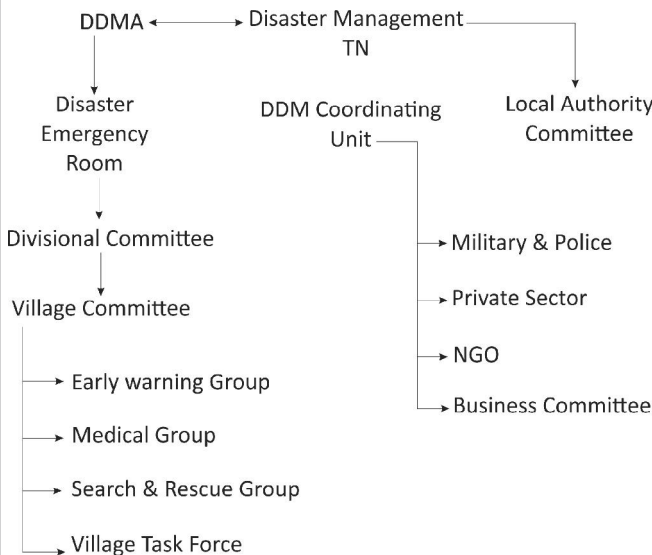 DDMA
Disaster Management
TN
Disaster
Emergency
Room
DDM Coordinating
Unit
Local Authority
Committee
Divisional Committee
Village Committee
Military & Police
Private Sector
NGO
Business Committee
Early warning Group
Medical Group
Search & Rescue Group
Village Task Force